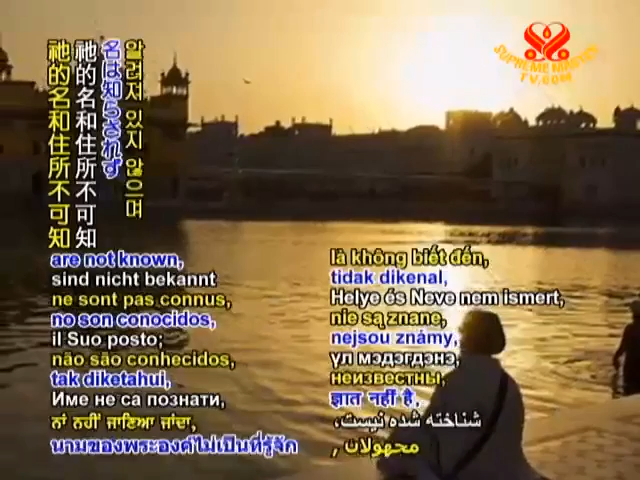 SUPREME MASTER
TV.COM
알려져 있지 않으며
名は知らされず
祂的名和住所不可知
祂的名和住所不可知
are not known,
sind nicht bekannt
ne sont pas connus,
no son conocidos,
il Suo posto;
não são conhecidos,
tak diketahui,
Име не са познати,
ਨਾਂ ਨਹੀਂ ਜਾਣਿਆ ਜਾਂਦਾ,
นามของพระองค์ไม่เป็นที่รู้จัก
là không biết đến,
tidak dikenal,
Helye és Neve nem ismert,
nie są znane,
nejsou známy,
үл мэдэгдэнэ,
неизвестны,
ज्ञात नहीं है,
شناخته شده نیست،
مجهولان ,